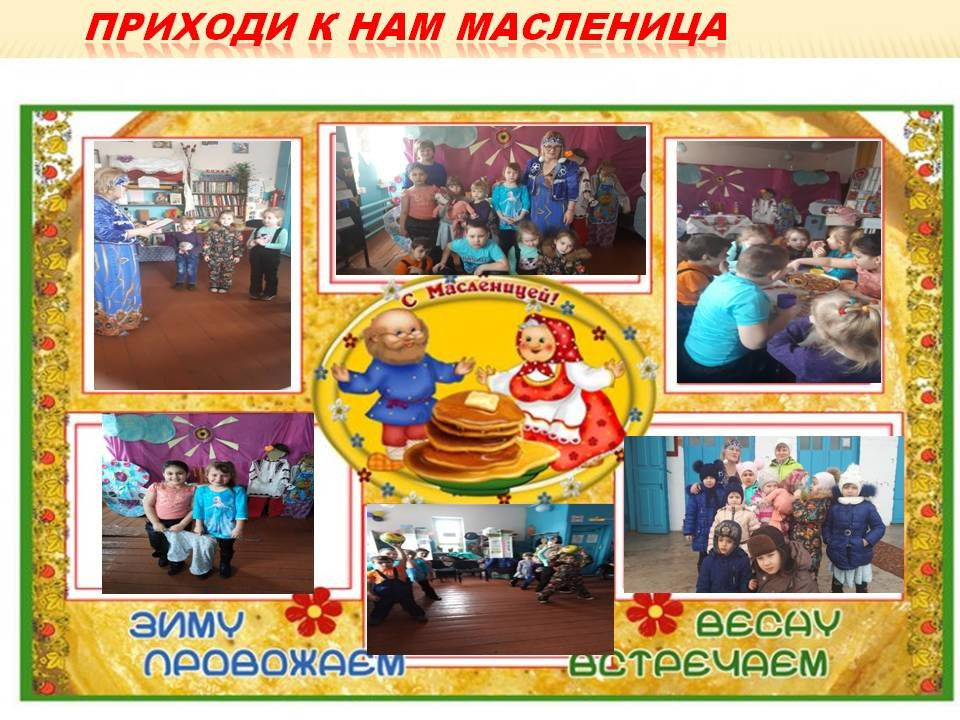 ПРИХОДИ К НАМ МАСЛЕНИЦА
С Масленицей!
ЗИМУ
ПРОВОЖАЕМ
ВЕСНУ
ВСТРЕЧАЕМ